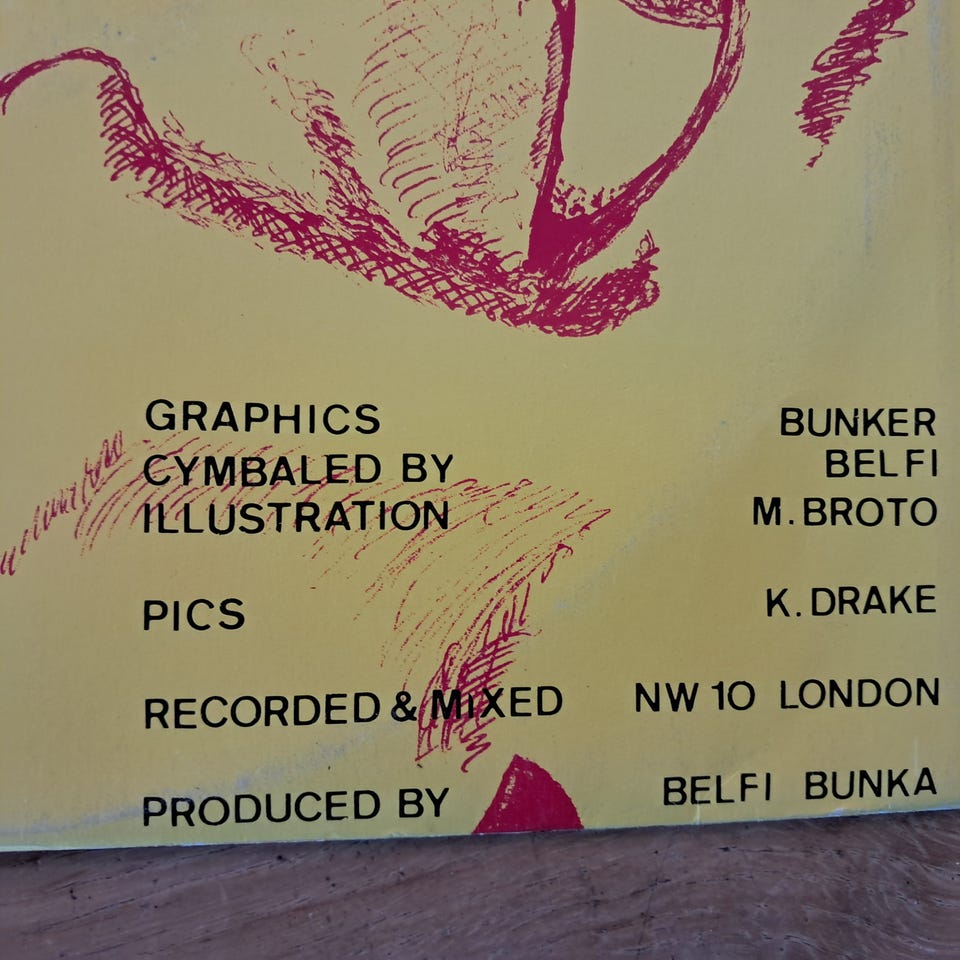 GRAPHICS BUNKER
CYMBALED BY BELFI
ILLUSTRATION M. BROTO
PICS K. DRAKE
RECORDED & MiXED NW 10 LONDON
PRODUCED BY BELFI BUNKA